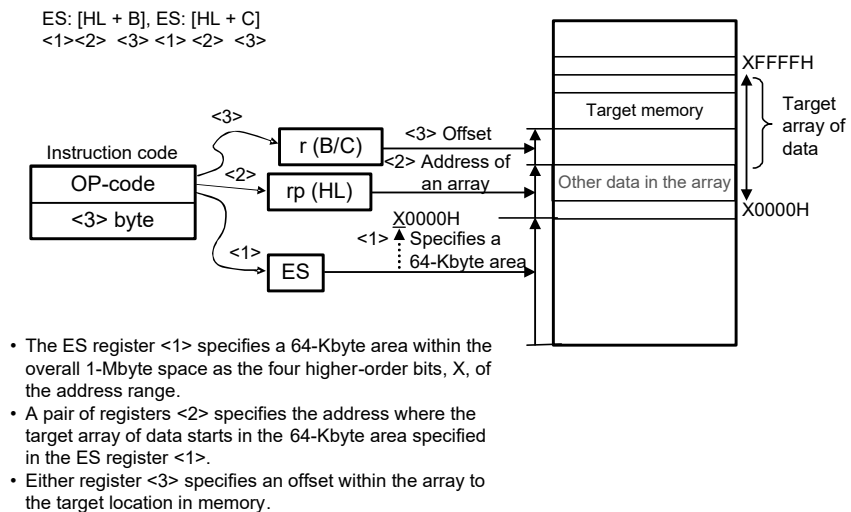 ES: [HL + B], ES: [HL + C]
<1><2> <3> <1> <2> <3>
XFFFFH
Target memory
Target
array of
data
<3>
r (B/C)
<3> Offset
Instruction code
OP-code
<3> byte
<2>
rp (HL)
<2> Address of
an array
Other data in the array
X0000H
X0000H
<1> Specifies a
64-Kbyte area
<1>
ES
• The ES register <1> specifies a 64-Kbyte area within the
overall 1-Mbyte space as the four higher-order bits, X, of
the address range.
• A pair of registers <2> specifies the address where the
target array of data starts in the 64-Kbyte area specified
in the ES register <1>.
• Either register <3> specifies an offset within the array to
the target location in memory.